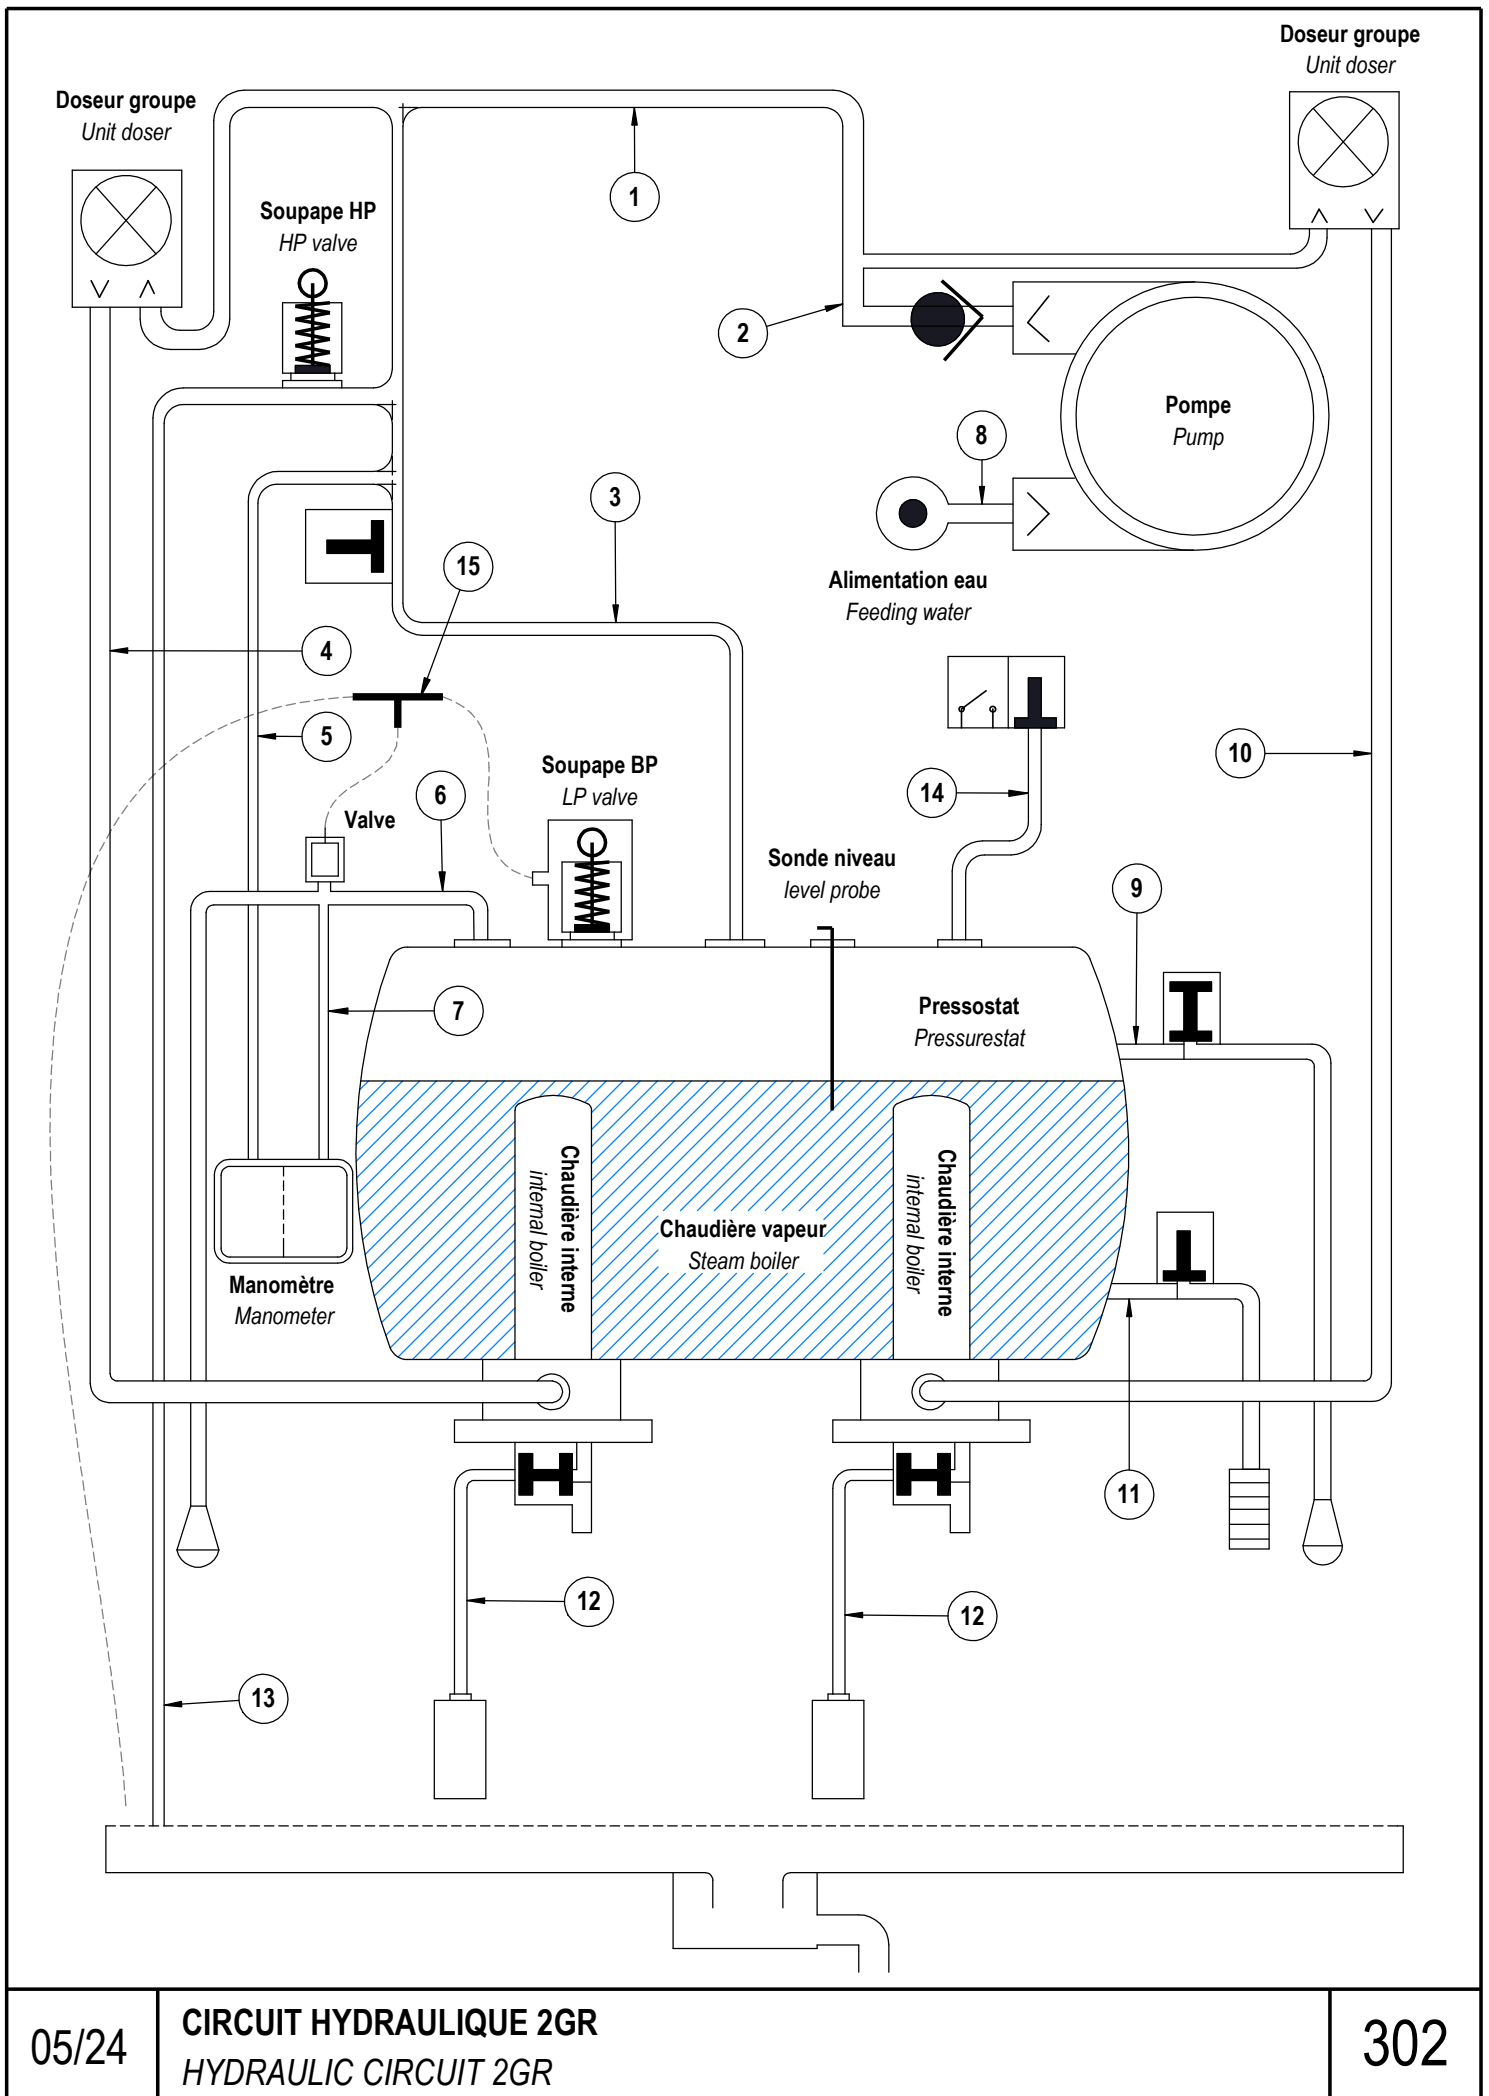 Doseur groupe
Unit doser
Doseur groupe
Unit doser
1
Soupape HP
HP valve
2
Pompe
Pump
8
3
15
Alimentation eau
Feeding water
4
5
10
Soupape BP
LP valve
6
14
Valve
Sonde niveau
level probe
9
7
Pressostat
Pressurestat
Chaudière interne
internal boiler
Chaudière vapeur
Steam boiler
Chaudière interne
internal boiler
Manomètre
Manometer
11
12
12
13
05/24
CIRCUIT HYDRAULIQUE 2GR
HYDRAULIC CIRCUIT 2GR
302